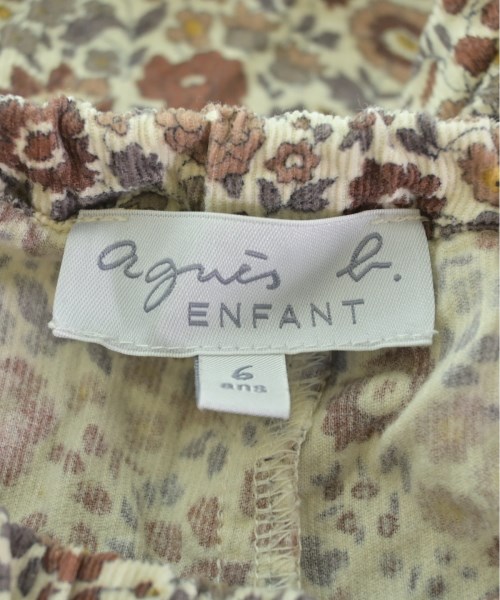 agnès b.
ENFANT
6
ans